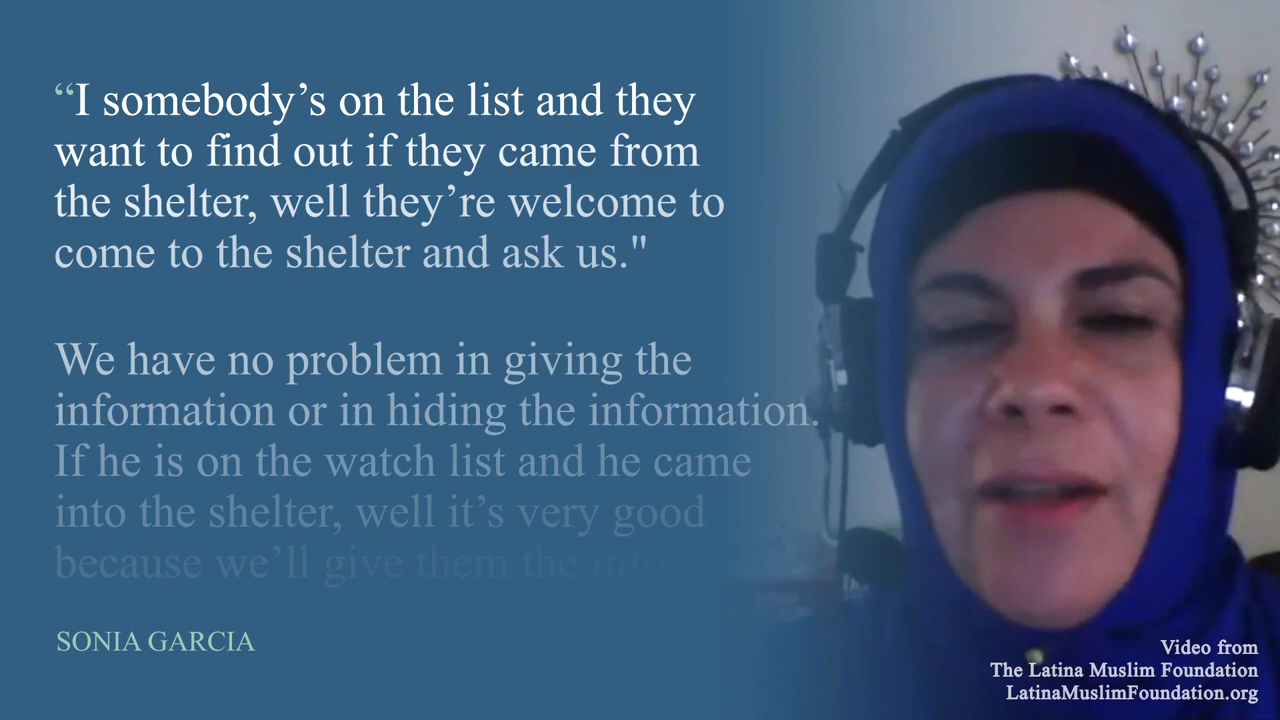 “I somebody’s on the list and they
want to find out if they came from
the shelter, well they’re welcome to
come to the shelter and ask us."
We have no problem in giving the
information or in hiding the information.
If he is on the watch list and he came
into the shelter, well it’s very good
because we’ll give them the
SONIA GARCIA
Video from
The Latina Muslim Foundation
LatinaMuslimFoundation.org